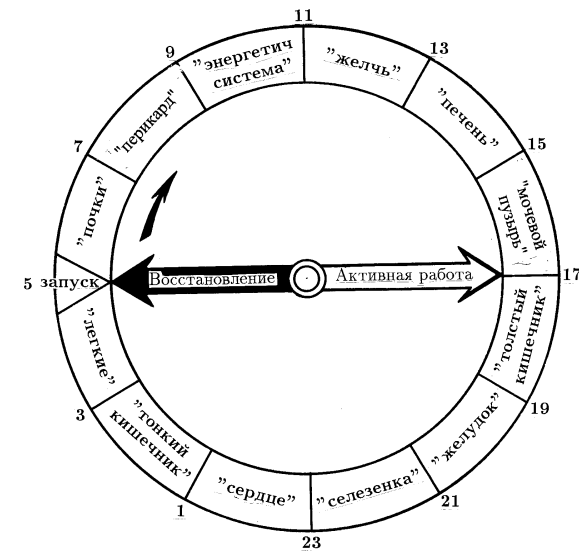 11
9
"энергетич
система"
"желчь"
13
"перикард"
"печень"
7
15
"почки"
"мочевой
пузырь"
5 запуск
Восстановление
Активная работа
17
"легкие"
"толстый
кишечник"
3
19
"тонкий
кишечник"
"желудок"
"сердце"
"селезенка"
1
21
23